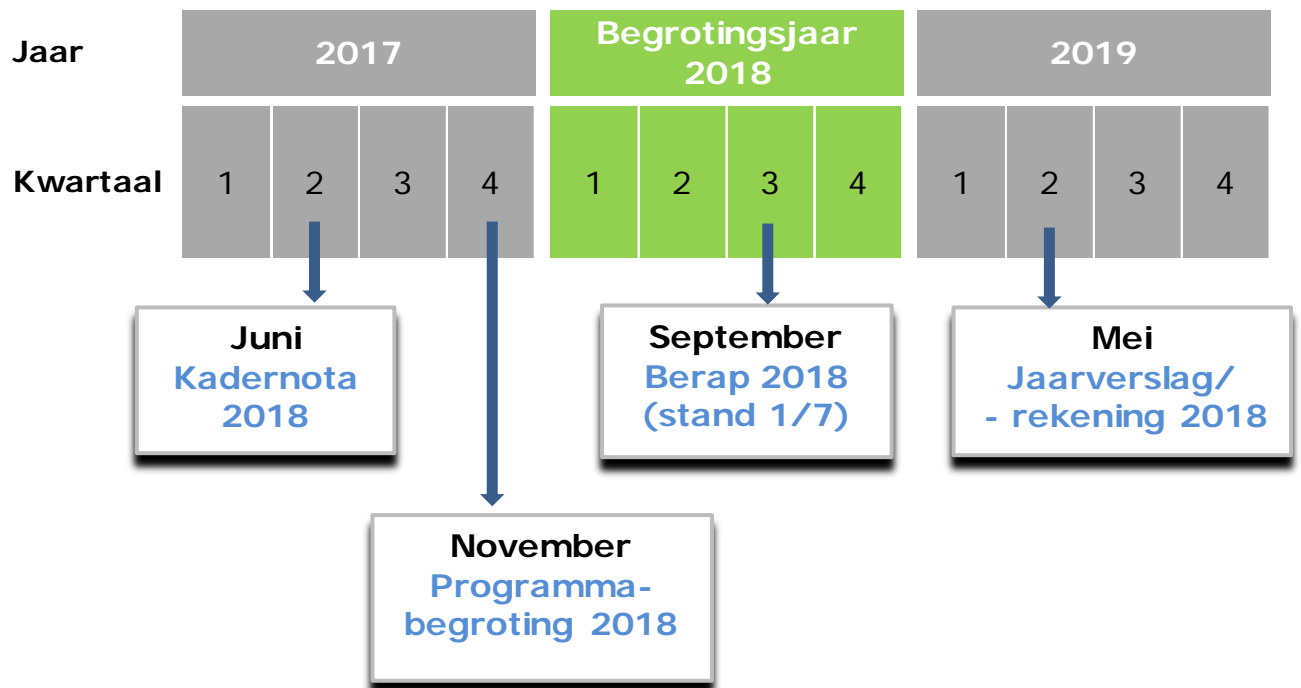 Jaar
2017
Begrotingsjaar
2018
2019
Kwartaal
1 2 3 4 1 2 3 4 1 2 3 4
Juni
Kadernota
2018
September
Berap 2018
(stand 1/7)
Mei
Jaarverslag/
- rekening 2018
November
Programma-
begroting 2018